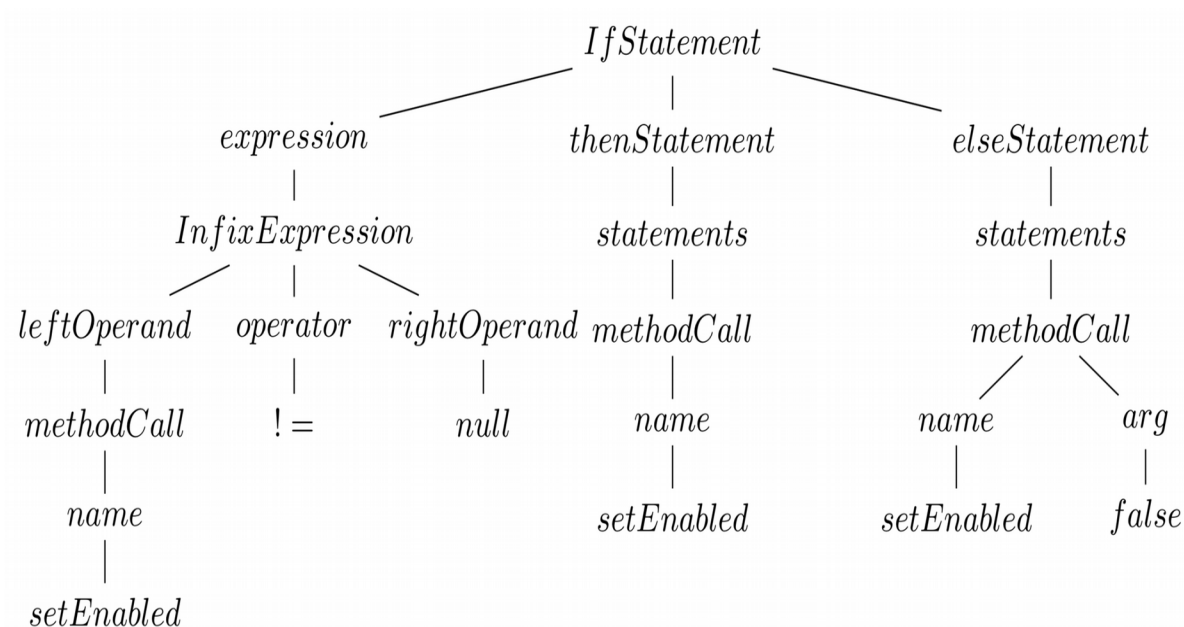 IfStatement
expression thenStatement elseStatement
InfixExpression statements statements
leftOperand operator rightOperand methodCall methodCall
methodCall != null name name arg
name setEnabled setEnabled false
setEnabled